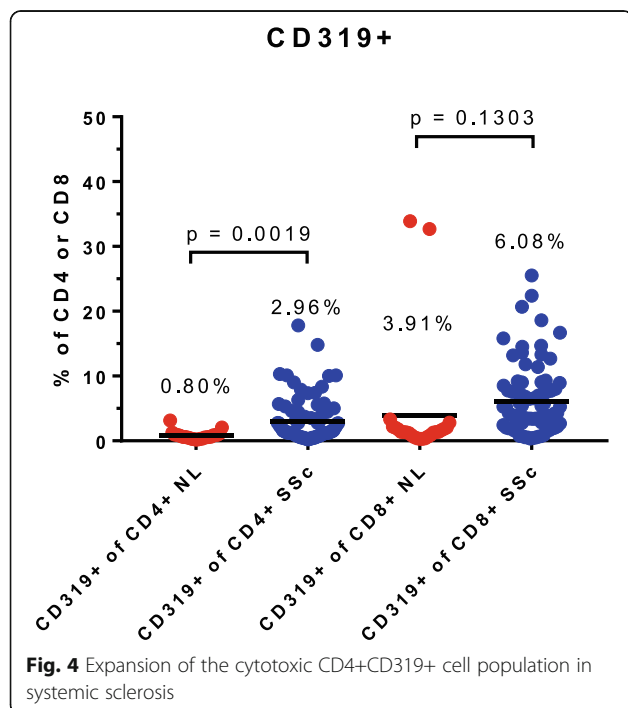 CD319+
% of CD4 or CD8
50
40
30
20
10
0
p = 0.0019
p = 0.1303
0.80%
2.96%
3.91%
6.08%
CD319+ of CD4+ NL
CD319+ of CD4+ SSc
CD319+ of CD8+ NL
CD319+ of CD8+ SSc
Fig. 4 Expansion of the cytotoxic CD4+CD319+ cell population in
systemic sclerosis